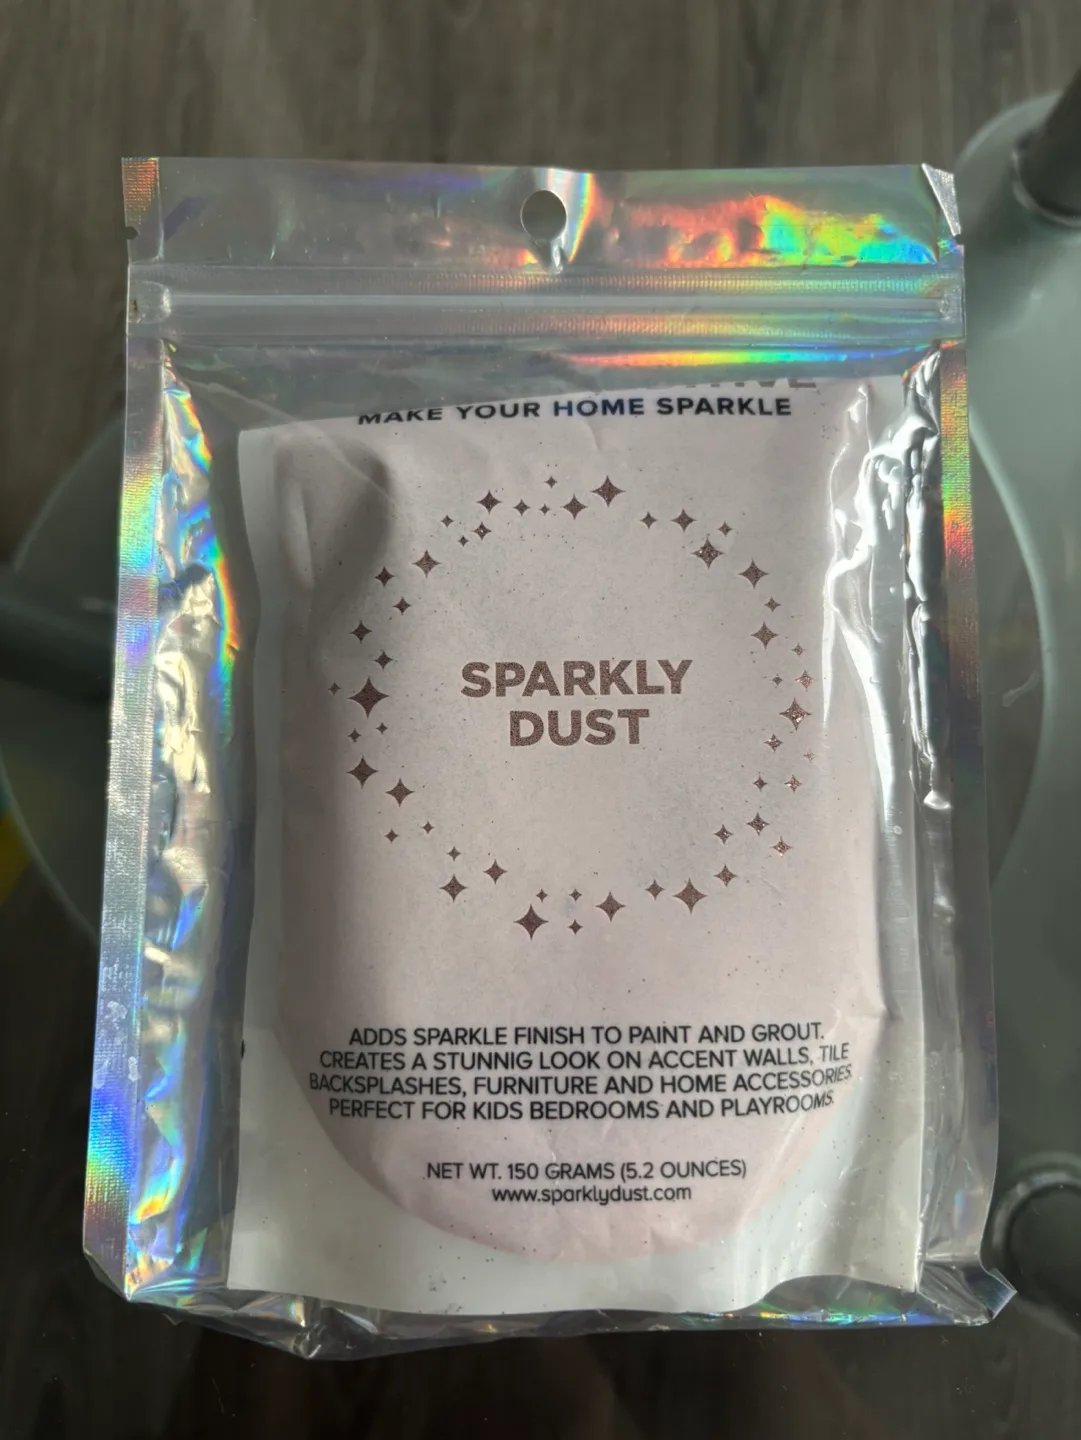 MAKE YOUR HOME SPARKLE
SPARKLY
DUST
ADDS SPARKLE FINISH TO PAINT AND GROUT.
CREATES A STUNNIG LOOK ON ACCENT WALLS, TILE
BACKSPLASHES, FURNITURE AND HOME ACCESSORIES.
PERFECT FOR KIDS BEDROOMS AND PLAYROOMS.
NET WT. 150 GRAMS (5.2 OUNCES)
www.sparklydust.com